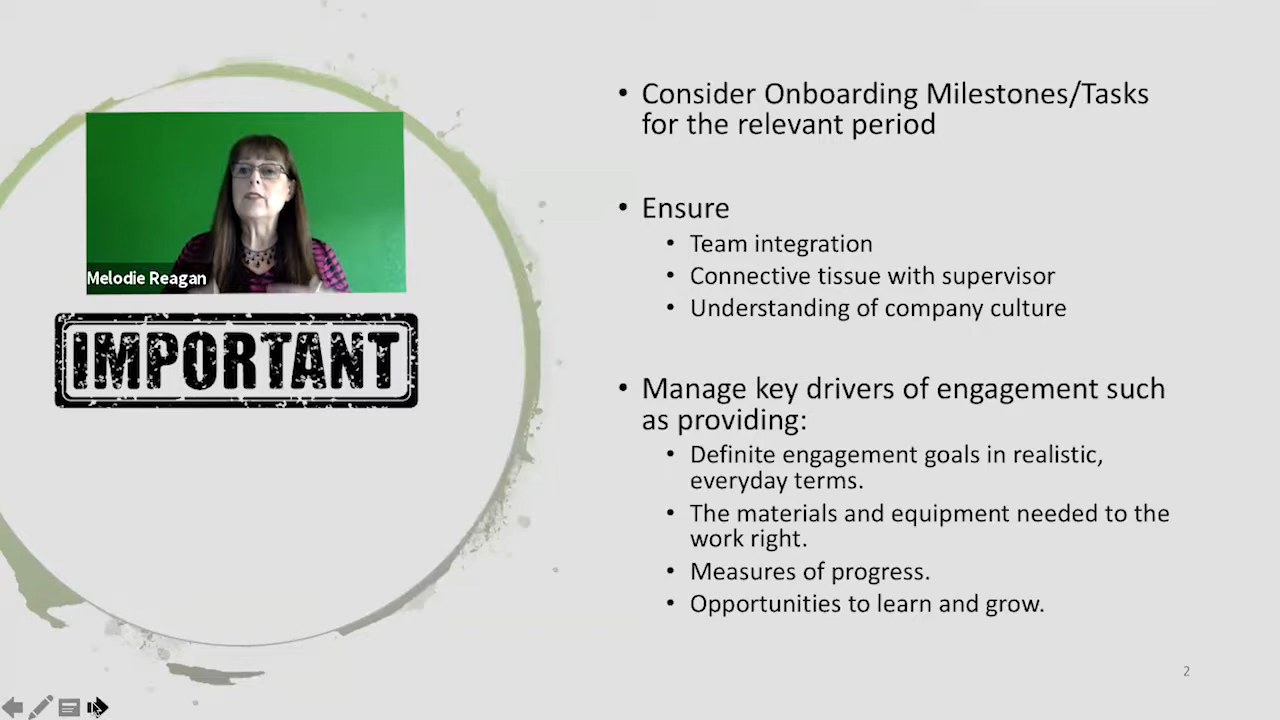 • Consider Onboarding Milestones/Tasks
for the relevant period
• Ensure
• Team integration
• Connective tissue with supervisor
• Understanding of company culture
• Manage key drivers of engagement such
as providing:
• Definite engagement goals in realistic,
everyday terms.
• The materials and equipment needed to the
work right.
• Measures of progress.
• Opportunities to learn and grow.
Melodie Reagan
IMPORTANT
2